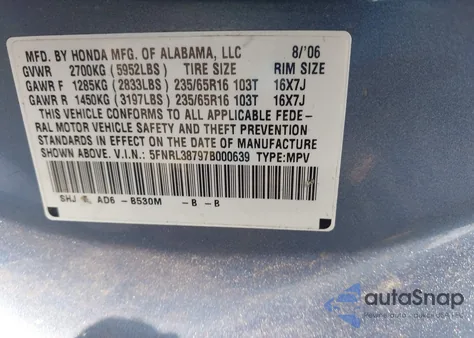 MFD. BY HONDA MFG. OF ALABAMA, LLC 8/'06
GVWR 2700KG (5952LBS) TIRE SIZE RIM SIZE
GAWR F 1285KG (2833LBS) 235/65R16 103T 16X7J
GAWR R 1450KG (3197LBS) 235/65R16 103T 16X7J
THIS VEHICLE CONFORMS TO ALL APPLICABLE FEDE-
RAL MOTOR VEHICLE SAFETY AND THEFT PREVENTION
STANDARDS IN EFFECT ON THE DATE OF MANUFACTURE
SHOWN ABOVE. V.I.N.: 5FNRL38797B000639 TYPE: MPV
SHJ AD6 - B530M - B - B
autoSnap